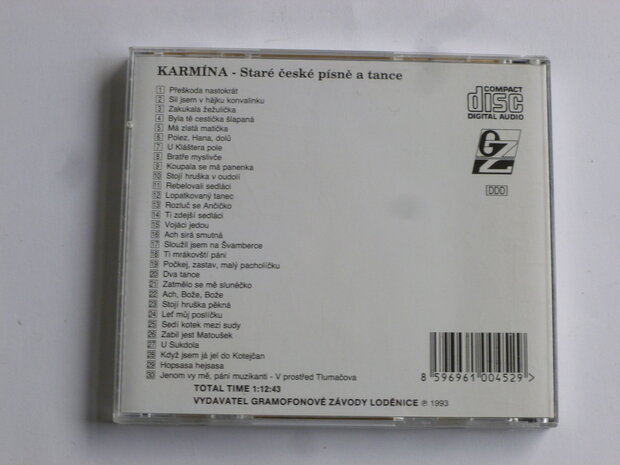 KARMÍNA - Staré české písně a tance
1 Přeškoda nastokrát
2 Sil jsem v hájku konvalinku
3 Zakukala žežulička
4 Byla tě cestička šlapaná
5 Má zlatá matička
6 Polez, Hana, dolů
7 U Kláštera pole
8 Bratře myslivče
9 Koupala se má panenka
10 Stojí hruška v oudolí
11 Rebelovali sedláci
12 Lopatkovaný tanec
13 Rozluč se Ančičko
14 Ti zdejší sedláci
15 Vojáci jedou
16 Ach sirá smutná
17 Sloužil jsem na Švamberce
18 Ti mrákovští páni
19 Počkej, zastav, malý pacholíčku
20 Dva tance
21 Zatmělo se mě slunéčko
22 Ach, Bože, Bože
23 Stojí hruška pěkná
24 Leť můj poslíčku
25 Sedí kotek mezi sudy
26 Zabil jest Matoušek
27 U Sukdola
28 Když jsem já jel do Kotejčan
29 Hopsasa hejsasa
30 Jenom vy mě, páni muzikanti - V prostřed Tlumačova
TOTAL TIME 1:12:43
VYDAVATEL GRAMOFONOVÉ ZÁVODY LODĚNICE ℗ 1993
COMPACT
disc
DIGITAL AUDIO
GZ
DDD
8 596961 004529 >